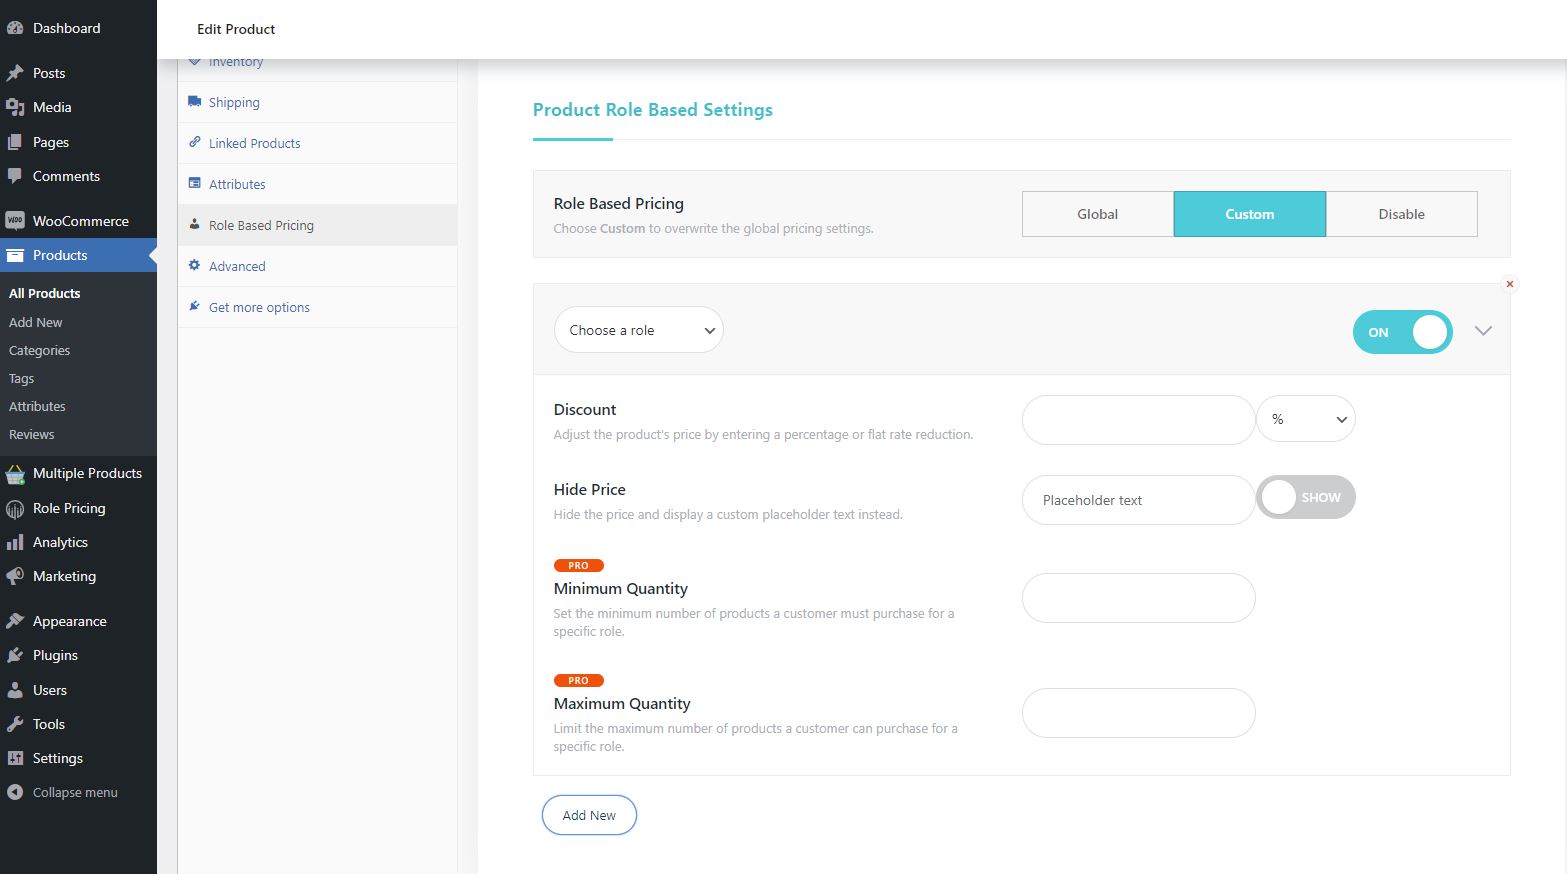 Dashboard
Posts
Media
Pages
Comments
WOO
WooCommerce
Products
All Products
Add New
Categories
Tags
Attributes
Reviews
Multiple Products
Role Pricing
Analytics
Marketing
Appearance
Plugins
Users
Tools
Settings
Collapse menu
Edit Product
Inventory
Shipping
Linked Products
Attributes
Role Based Pricing
Advanced
Get more options
Product Role Based Settings
Role Based Pricing
Choose Custom to overwrite the global pricing settings.
Global
Custom
Disable
Choose a role
ON
Discount
Adjust the product's price by entering a percentage or flat rate reduction.
%
Hide Price
Hide the price and display a custom placeholder text instead.
Placeholder text
SHOW
PRO
Minimum Quantity
Set the minimum number of products a customer must purchase for a
specific role.
PRO
Maximum Quantity
Limit the maximum number of products a customer can purchase for a
specific role.
Add New